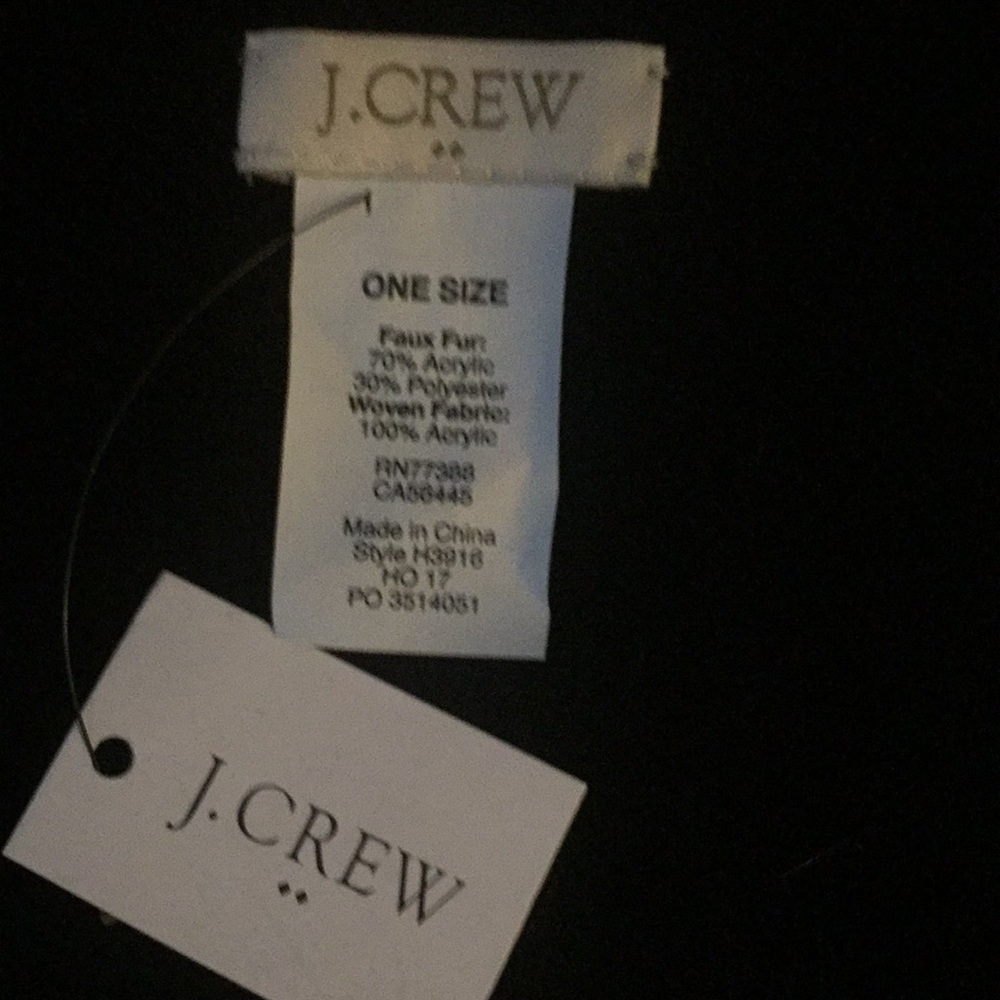 J.CREW
ONE SIZE
Faux Fur:
70% Acrylic
30% Polyester
Woven Fabric:
100% Acrylic
RN77388
CA56445
Made in China
Style H3916
HO 17
PO 3514051
J.CREW